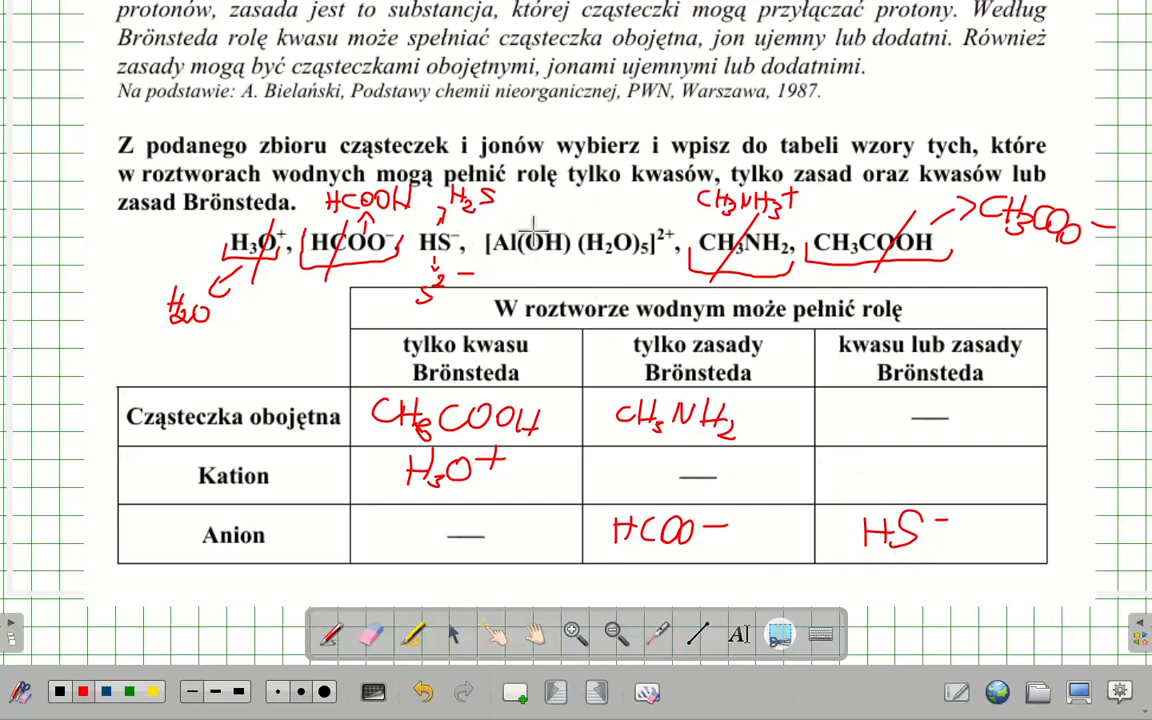 protonów, zasada jest to substancja, której cząsteczki mogą przyłączać protony. Według
Brönsteda rolę kwasu może spełniać cząsteczka obojętna, jon ujemny lub dodatni. Również
zasady mogą być cząsteczkami obojętnymi, jonami ujemnymi lub dodatnimi.
Na podstawie: A. Bielański, Podstawy chemii nieorganicznej, PWN, Warszawa, 1987.
Z podanego zbioru cząsteczek i jonów wybierz i wpisz do tabeli wzory tych, które
w roztworach wodnych mogą pełnić rolę tylko kwasów, tylko zasad oraz kwasów lub
zasad Brönsteda.
HCOOH H₂S CH₃NH₃⁺ CH₃COO⁻
H₃O⁺, HCOO⁻, HS⁻, [Al(OH) (H₂O)₅]²⁺, CH₃NH₂, CH₃COOH
H₂O S²⁻
W roztworze wodnym może pełnić rolę
tylko kwasu Brönsteda
tylko zasady Brönsteda
kwasu lub zasady Brönsteda
Cząsteczka obojętna CH₃COOH CH₃NH₂ —
Kation H₃O⁺ —
Anion — HCOO⁻ HS⁻
A